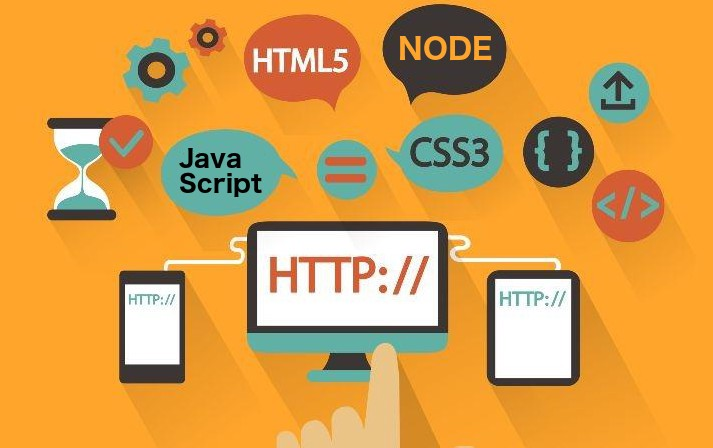 HTML5
NODE
Java
Script
CSS3
{ }
</>
HTTP://
HTTP://
HTTP://